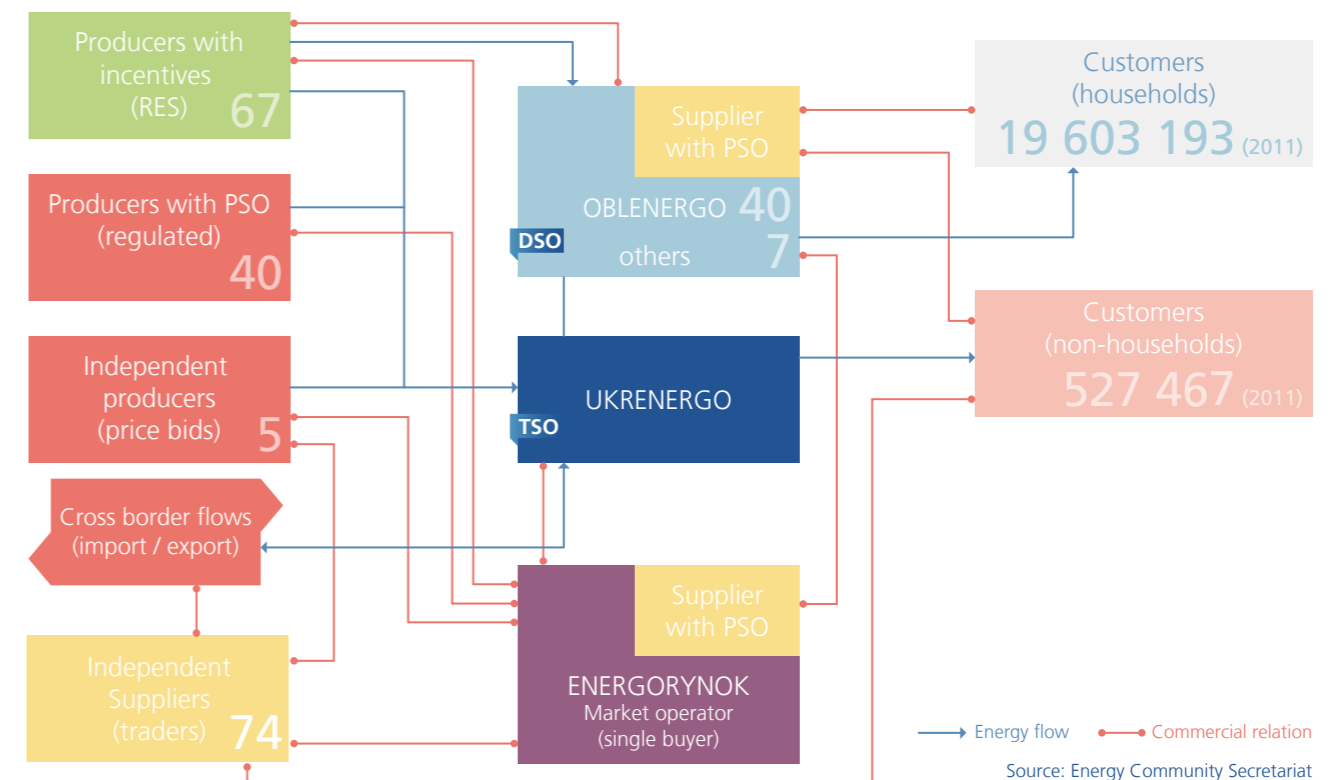 Producers with
incentives
(RES)
67
Producers with PSO
(regulated)
40
Independent
producers
(price bids)
5
Cross border flows
(import / export)
Independent
Suppliers
(traders)
74
Supplier
with PSO
OBLENERGO 40
DSO
others 7
UKRENERGO
TSO
Supplier
with PSO
ENERGORYNOK
Market operator
(single buyer)
Customers
(households)
19 603 193 (2011)
Customers
(non-households)
527 467 (2011)
Energy flow
Commercial relation
Source: Energy Community Secretariat